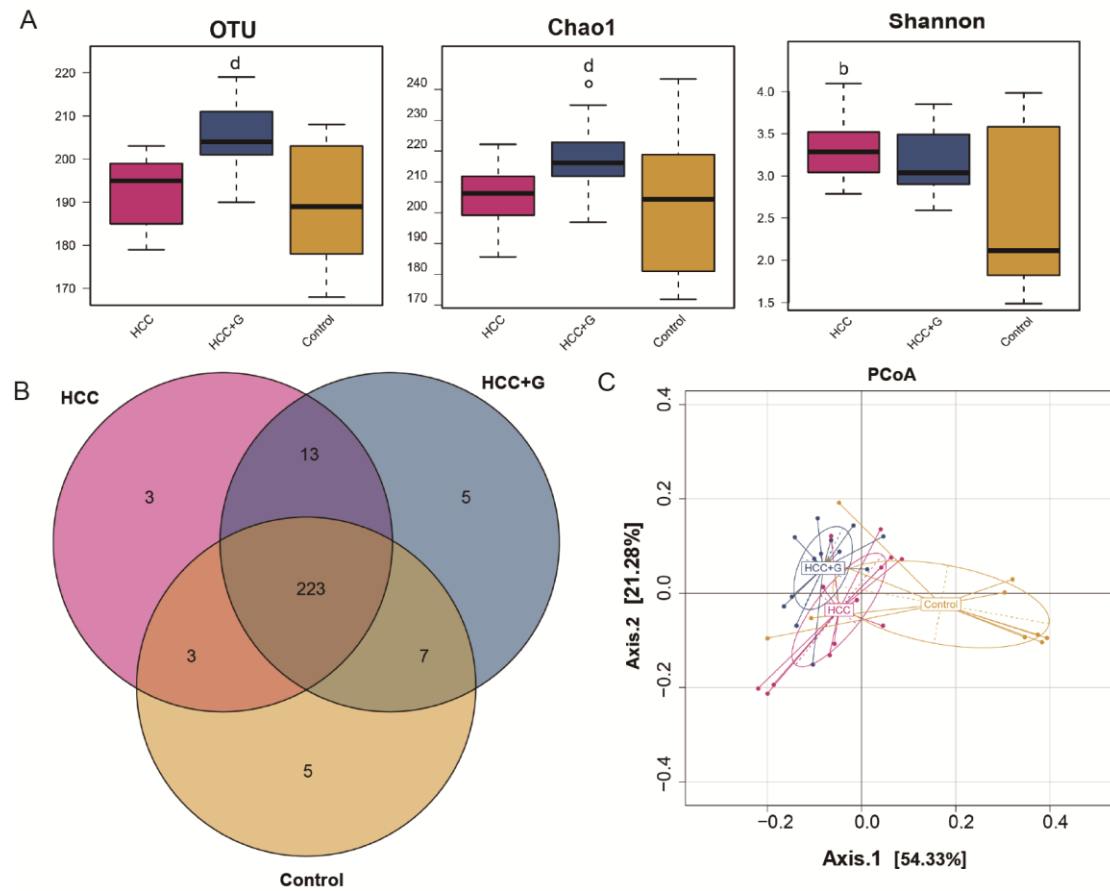 A
OTU
220
210
200
190
180
170
d
HCC
HCC+G
Control
Chao1
240
230
220
210
200
190
180
170
d
HCC
HCC+G
Control
Shannon
4.0
3.5
3.0
2.5
2.0
1.5
b
HCC
HCC+G
Control
B
HCC
HCC+G
13
3
5
223
3
7
5
Control
C
PCoA
0.4
0.2
0.0
−0.2
−0.4
Axis.2 [21.28%]
HCC+G
HCC
Control
−0.2
0.0
0.2
0.4
Axis.1 [54.33%]